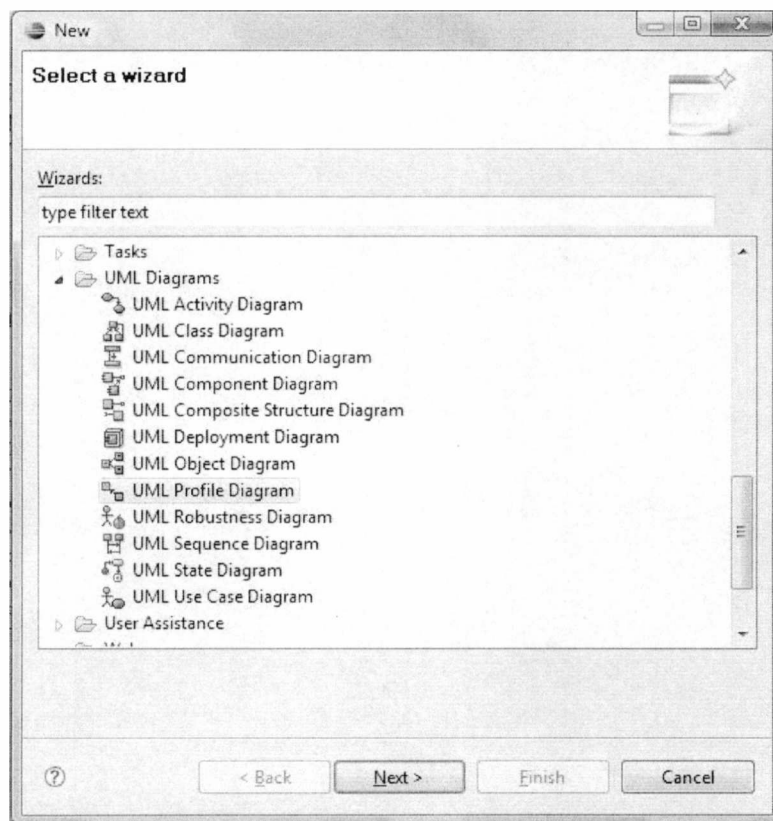 New
Select a wizard
Wizards:
type filter text
Tasks
UML Diagrams
UML Activity Diagram
UML Class Diagram
UML Communication Diagram
UML Component Diagram
UML Composite Structure Diagram
UML Deployment Diagram
UML Object Diagram
UML Profile Diagram
UML Robustness Diagram
UML Sequence Diagram
UML State Diagram
UML Use Case Diagram
User Assistance
< Back Next > Finish Cancel